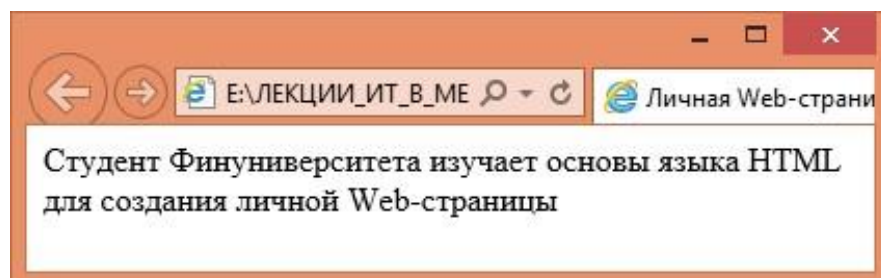 E:\ЛЕКЦИИ_ИТ_В_МЕ
Личная Web-страни
Студент Финуниверситета изучает основы языка HTML
для создания личной Web-страницы